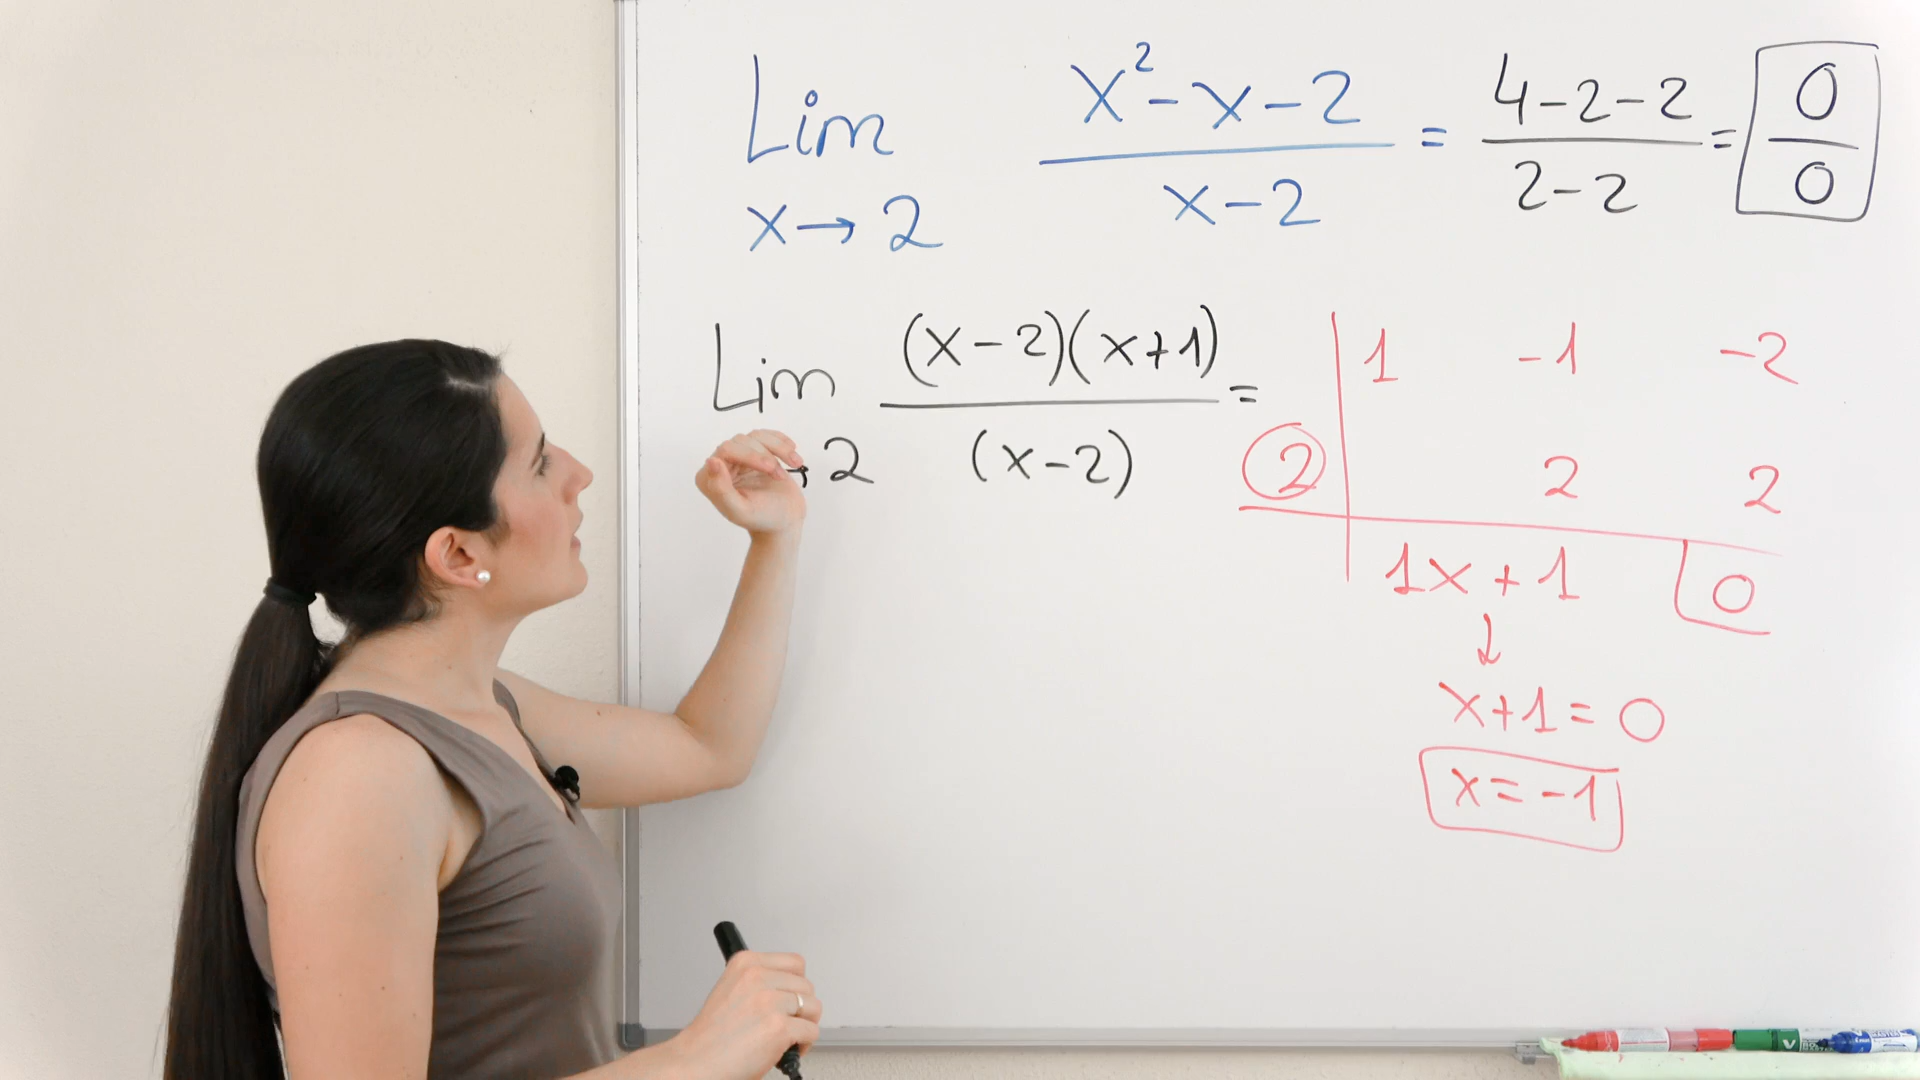 Lim x² - x - 2 = 4-2-2 = 0
x→2 x-2 2-2 0
Lim (x-2)(x+1) =
→2 (x-2)
1 -1 -2
2 2 2
1x+1 0
↓
x+1=0
x=-1
V